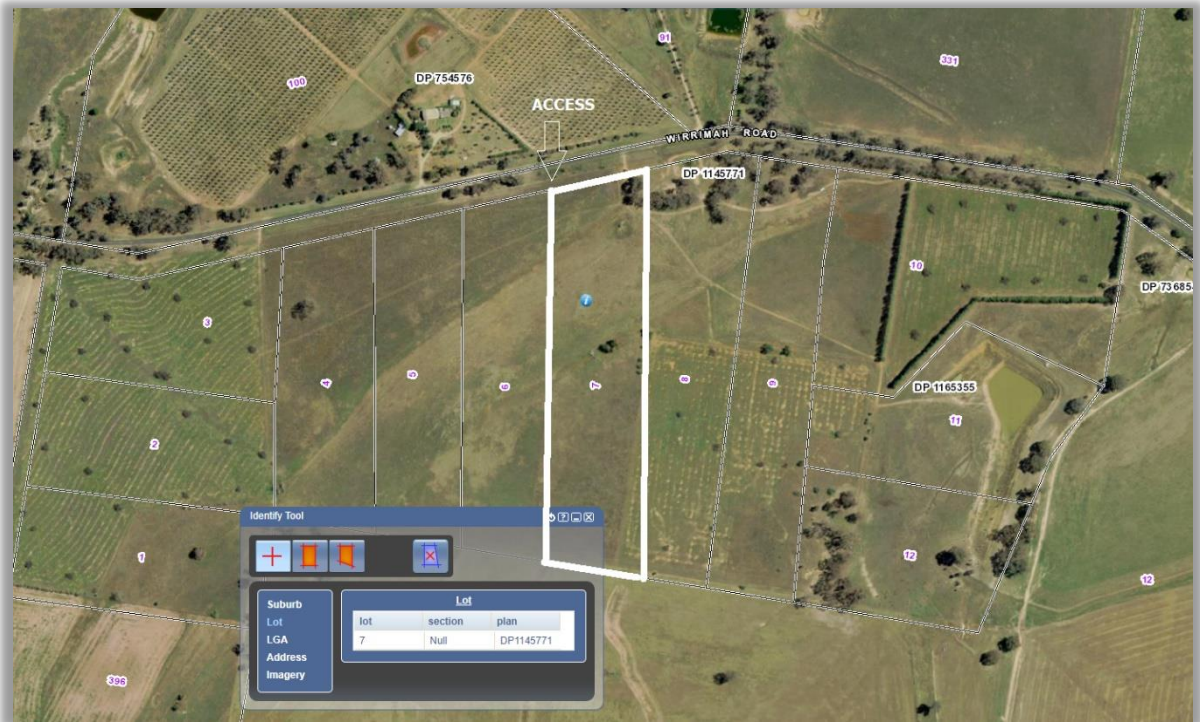 91
331
100
DP 754576
ACCESS
WIRRIMAH ROAD
DP 1145771
10
DP 73685
3
4
5
6
7
8
9
DP 1165355
11
2
1
12
12
396
Identify Tool
Suburb
Lot
LGA
Address
Imagery
Lot
lot section plan
7 Null DP1145771